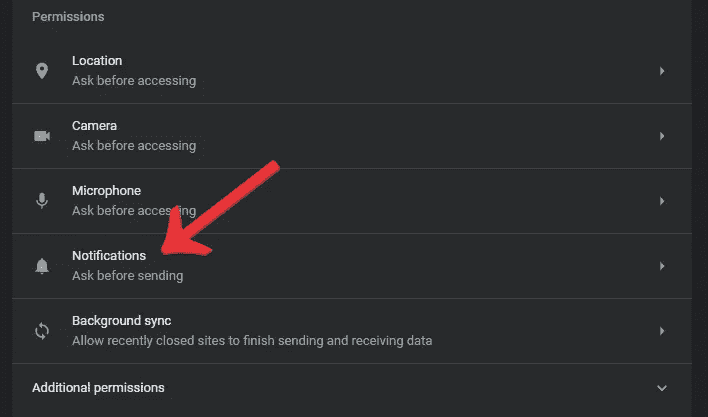 Permissions
Location
Ask before accessing
Camera
Ask before accessing
Microphone
Ask before accessing
Notifications
Ask before sending
Background sync
Allow recently closed sites to finish sending and receiving data
Additional permissions